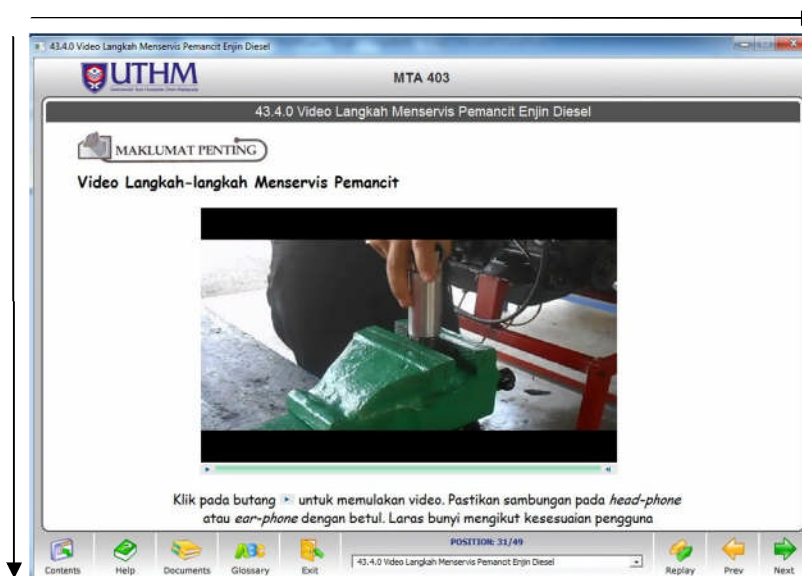 43.4.0 Video Langkah Menservis Pemancit Enjin Diesel
UTHM
MTA 403
43.4.0 Video Langkah Menservis Pemancit Enjin Diesel
MAKLUMAT PENTING
Video Langkah-langkah Menservis Pemancit
Klik pada butang untuk memulakan video. Pastikan sambungan pada head-phone
atau ear-phone dengan betul. Laras bunyi mengikut kesesuaian pengguna
POSITION: 31/49
43.4.0 Video Langkah Menservis Pemancit Enjin Diesel
Contents Help Documents Glossary Exit Replay Prev Next